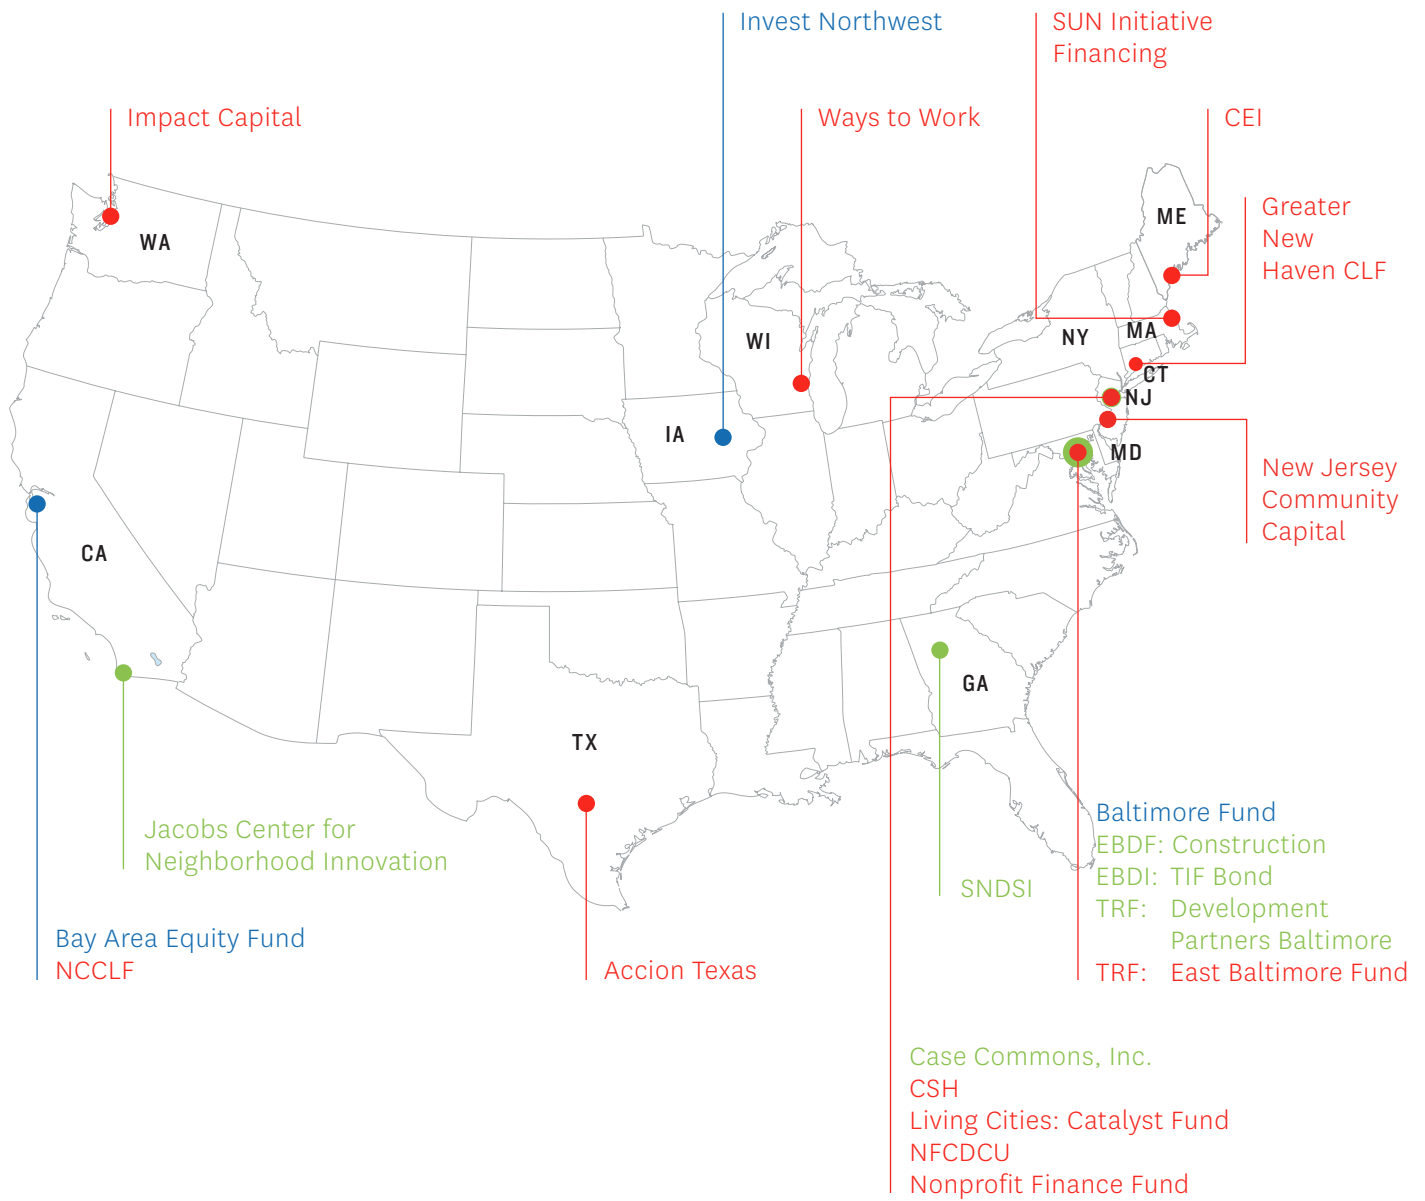 Invest Northwest
SUN Initiative
Financing
Impact Capital
Ways to Work
CEI
Greater
New
Haven CLF
ME
WA
NY
MA
WI
CT
NJ
IA
MD
New Jersey
Community
Capital
CA
GA
TX
Jacobs Center for
Neighborhood Innovation
SNDSI
Baltimore Fund
EBDF: Construction
EBDI: TIF Bond
TRF: Development
Partners Baltimore
TRF: East Baltimore Fund
Bay Area Equity Fund
NCCLF
Accion Texas
Case Commons, Inc.
CSH
Living Cities: Catalyst Fund
NFCDCU
Nonprofit Finance Fund